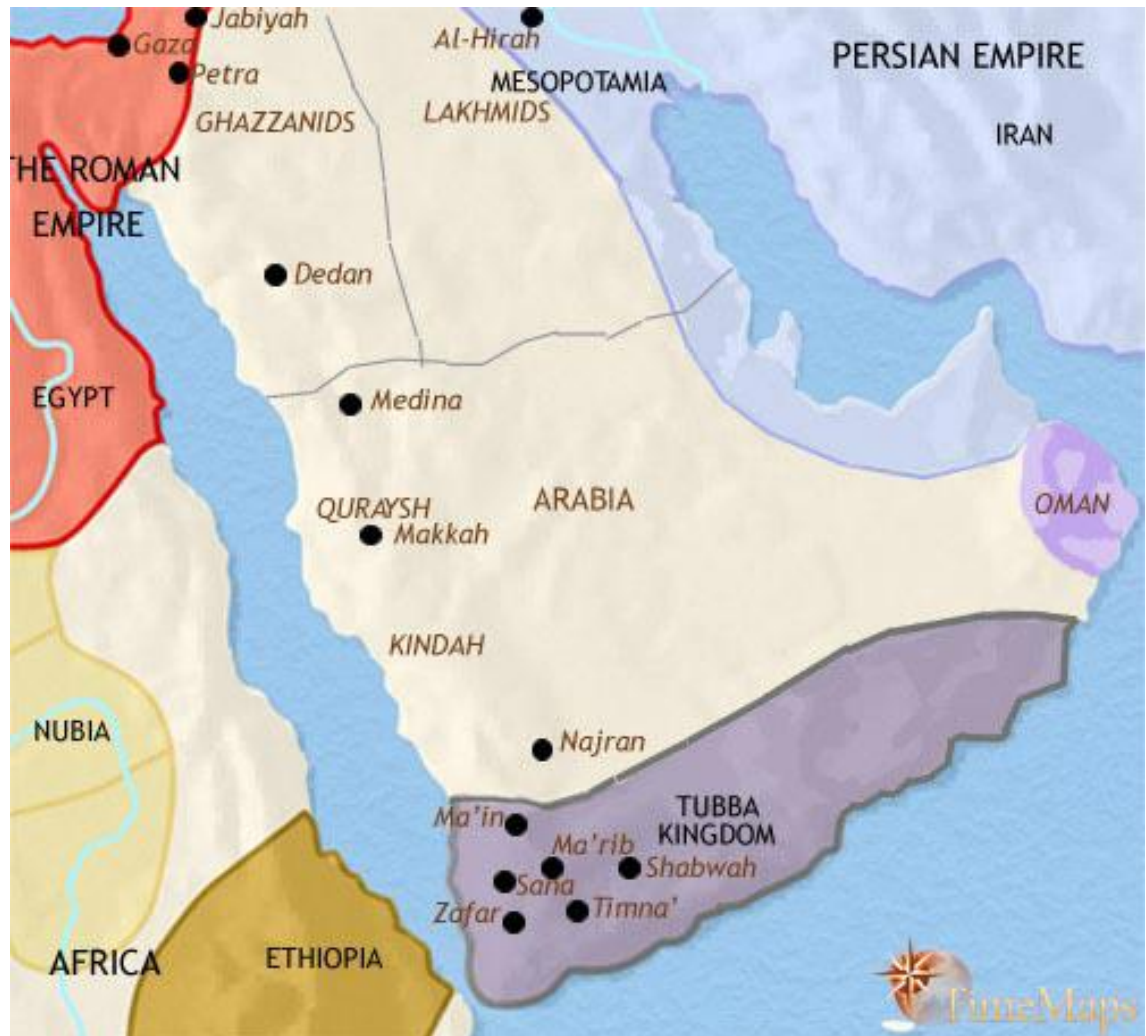 Jabiyah
Gaza
Al-Hirah
PERSIAN EMPIRE
Petra
MESOPOTAMIA
GHAZZANIDS
LAKHMIDS
IRAN
THE ROMAN
EMPIRE
Dedan
EGYPT
Medina
QURAYSH
ARABIA
OMAN
Makkah
KINDAH
NUBIA
Najran
TUBBA
KINGDOM
Ma'in
Ma'rib
Shabwah
Sana
Zafar
Timna'
AFRICA
ETHIOPIA
TimeMaps